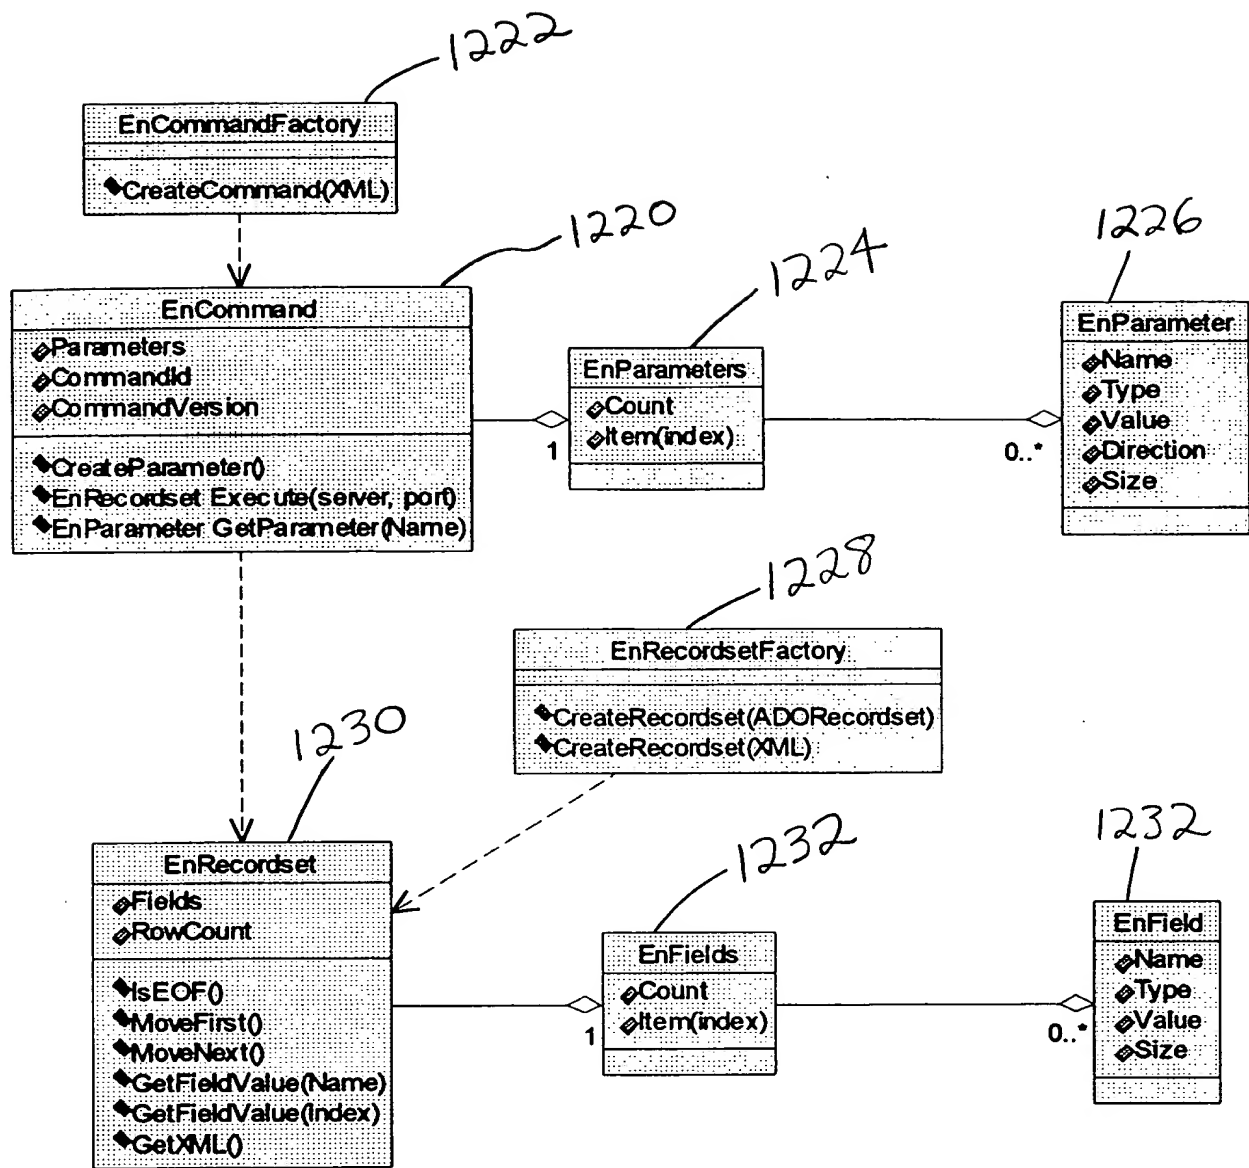 1222
EnCommandFactory
CreateCommand(XML)
1220
EnCommand
Parameters
CommandId
CommandVersion
CreateParameter()
EnRecordset Execute(server, port)
EnParameter GetParameter(Name)
1224
EnParameters
Count
Item(index)
1
1226
EnParameter
Name
Type
Value
Direction
Size
0..*
1228
EnRecordsetFactory
CreateRecordset(ADORecordset)
CreateRecordset(XML)
1230
EnRecordset
Fields
RowCount
IsEOF()
MoveFirst()
MoveNext()
GetFieldValue(Name)
GetFieldValue(Index)
GetXML()
1232
EnFields
Count
Item(index)
1
1232
EnField
Name
Type
Value
Size
0..*